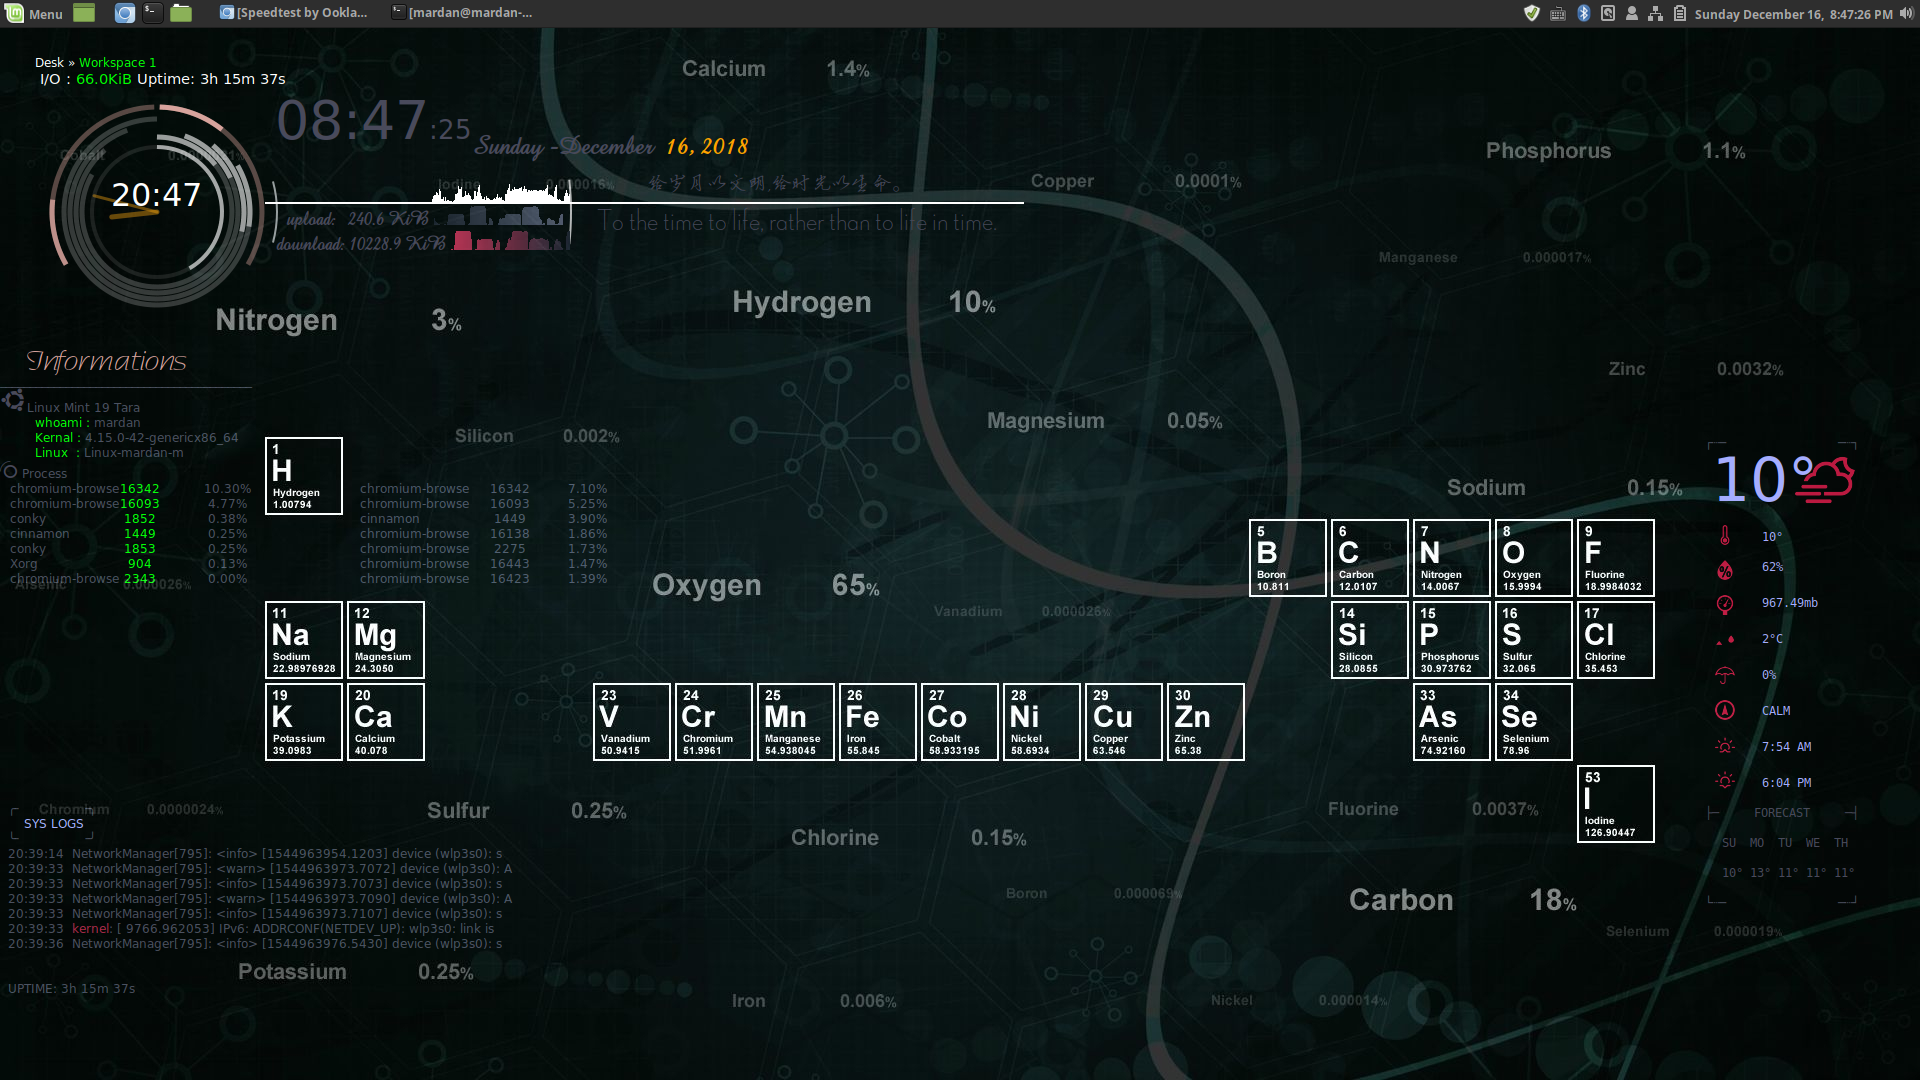 Menu
[Speedtest by Ookla...
[mardan@mardan-...
Sunday December 16, 8:47:26 PM
Desk » Workspace 1
I/O : 66.0KiB Uptime: 3h 15m 37s
08:47:25
Sunday -December 16, 2018
20:47
给岁月以文明,给时光以生命。
To the time to life, rather than to life in time.
upload: 240.6 KiB
download: 10228.9 KiB
Calcium 1.4%
Phosphorus 1.1%
Cobalt
Iodine 0.000016%
Copper 0.0001%
Manganese 0.000017%
Nitrogen 3%
Hydrogen 10%
Zinc 0.0032%
Magnesium 0.05%
Silicon 0.002%
Sodium 0.15%
Oxygen 65%
Arsenic 0.000026%
Vanadium 0.000026%
Informations
Linux Mint 19 Tara
whoami : mardan
Kernal : 4.15.0-42-genericx86_64
Linux : Linux-mardan-m
Process
chromium-browse 16342 10.30%
chromium-browse 16093 4.77%
conky 1852 0.38%
cinnamon 1449 0.25%
conky 1853 0.25%
Xorg 904 0.13%
chromium-browse 2343 0.00%
chromium-browse 16342 7.10%
chromium-browse 16093 5.25%
cinnamon 1449 3.90%
chromium-browse 16138 1.86%
chromium-browse 2275 1.73%
chromium-browse 16443 1.47%
chromium-browse 16423 1.39%
1 H Hydrogen 1.00794
5 B Boron 10.811
6 C Carbon 12.0107
7 N Nitrogen 14.0067
8 O Oxygen 15.9994
9 F Fluorine 18.9984032
11 Na Sodium 22.98976928
12 Mg Magnesium 24.3050
14 Si Silicon 28.0855
15 P Phosphorus 30.973762
16 S Sulfur 32.065
17 Cl Chlorine 35.453
19 K Potassium 39.0983
20 Ca Calcium 40.078
23 V Vanadium 50.9415
24 Cr Chromium 51.9961
25 Mn Manganese 54.938045
26 Fe Iron 55.845
27 Co Cobalt 58.933195
28 Ni Nickel 58.6934
29 Cu Copper 63.546
30 Zn Zinc 65.38
33 As Arsenic 74.92160
34 Se Selenium 78.96
53 I Iodine 126.90447
10°
10°
62%
967.49mb
2°C
0%
CALM
7:54 AM
6:04 PM
FORECAST
SU MO TU WE TH
10° 13° 11° 11° 11°
Chromium 0.0000024%
Sulfur 0.25%
Chlorine 0.15%
Fluorine 0.0037%
Boron 0.000069%
Carbon 18%
Selenium 0.000019%
SYS LOGS
20:39:14 NetworkManager[795]: <info> [1544963954.1203] device (wlp3s0): s
20:39:33 NetworkManager[795]: <warn> [1544963973.7072] device (wlp3s0): A
20:39:33 NetworkManager[795]: <info> [1544963973.7073] device (wlp3s0): s
20:39:33 NetworkManager[795]: <warn> [1544963973.7090] device (wlp3s0): A
20:39:33 NetworkManager[795]: <info> [1544963973.7107] device (wlp3s0): s
20:39:33 kernel: [ 9766.962053] IPv6: ADDRCONF(NETDEV_UP): wlp3s0: link is
20:39:36 NetworkManager[795]: <info> [1544963976.5430] device (wlp3s0): s
Potassium 0.25%
UPTIME: 3h 15m 37s
Iron 0.006%
Nickel 0.000014%